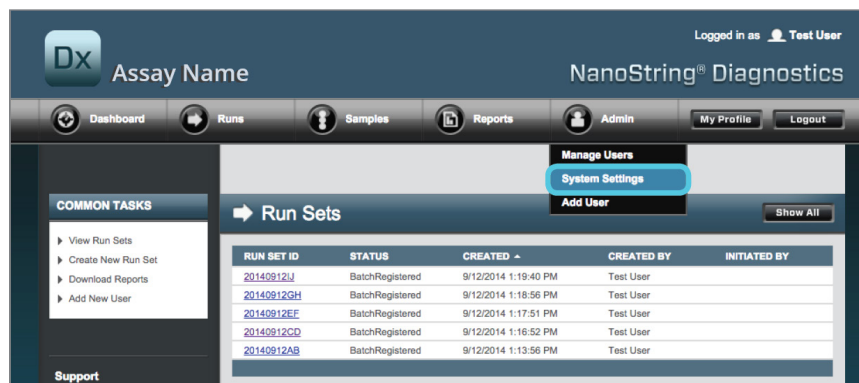 Logged in as Test User
Dx Assay Name
NanoString® Diagnostics
Dashboard Runs Samples Reports Admin My Profile Logout
Manage Users
System Settings
Add User
COMMON TASKS
View Run Sets
Create New Run Set
Download Reports
Add New User
Support
Run Sets
Show All
RUN SET ID STATUS CREATED CREATED BY INITIATED BY
20140912IJ BatchRegistered 9/12/2014 1:19:40 PM Test User
20140912GH BatchRegistered 9/12/2014 1:18:56 PM Test User
20140912EF BatchRegistered 9/12/2014 1:17:51 PM Test User
20140912CD BatchRegistered 9/12/2014 1:16:52 PM Test User
20140912AB BatchRegistered 9/12/2014 1:13:56 PM Test User